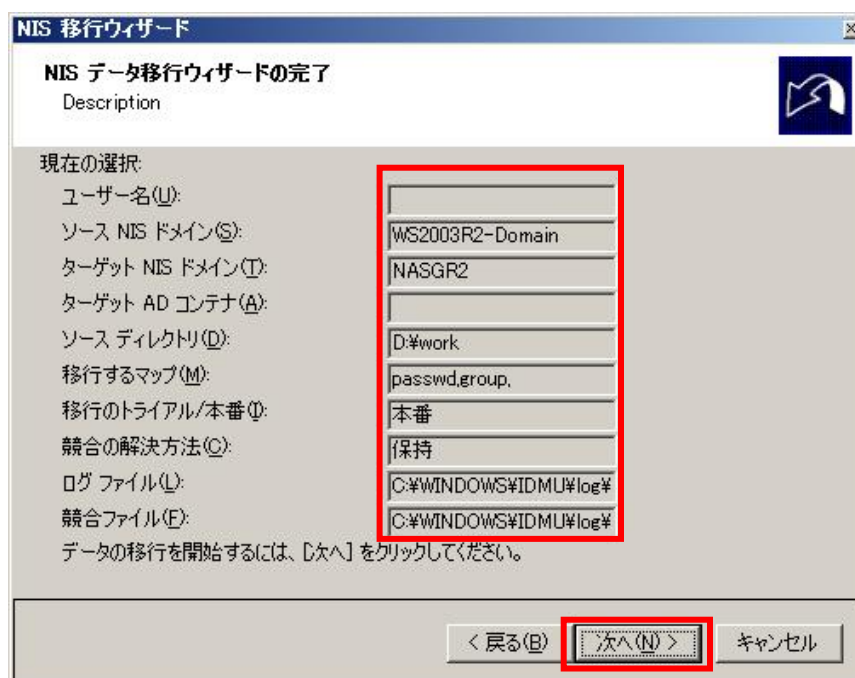 NIS 移行ウィザード
NIS データ移行ウィザードの完了
Description
現在の選択:
ユーザー名(U):
ソース NIS ドメイン(S): WS2003R2-Domain
ターゲット NIS ドメイン(T): NASGR2
ターゲット AD コンテナ(A):
ソース ディレクトリ(D): D:¥work
移行するマップ(M): passwd,group,
移行のトライアル/本番(I): 本番
競合の解決方法(C): 保持
ログ ファイル(L): C:¥WINDOWS¥IDMU¥log¥
競合ファイル(F): C:¥WINDOWS¥IDMU¥log¥
データの移行を開始するには、[次へ] をクリックしてください。
< 戻る(B) 次へ(N) > キャンセル